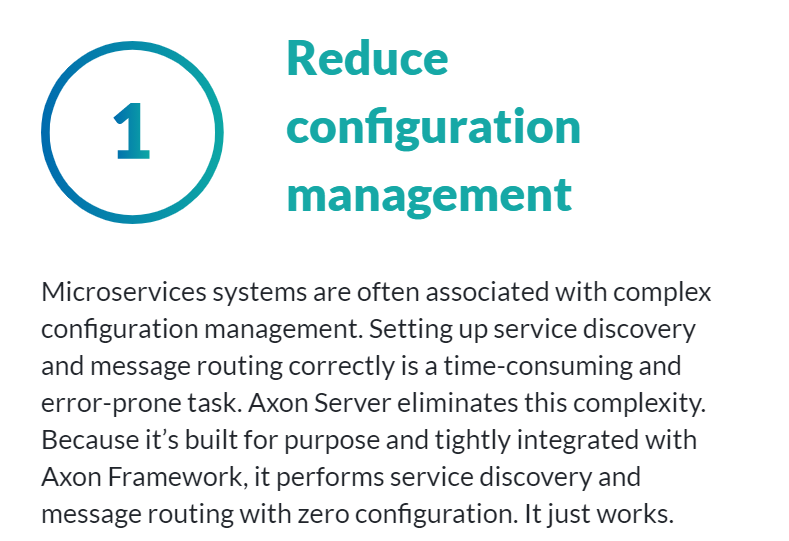 1
Reduce
configuration
management
Microservices systems are often associated with complex
configuration management. Setting up service discovery
and message routing correctly is a time-consuming and
error-prone task. Axon Server eliminates this complexity.
Because it’s built for purpose and tightly integrated with
Axon Framework, it performs service discovery and
message routing with zero configuration. It just works.